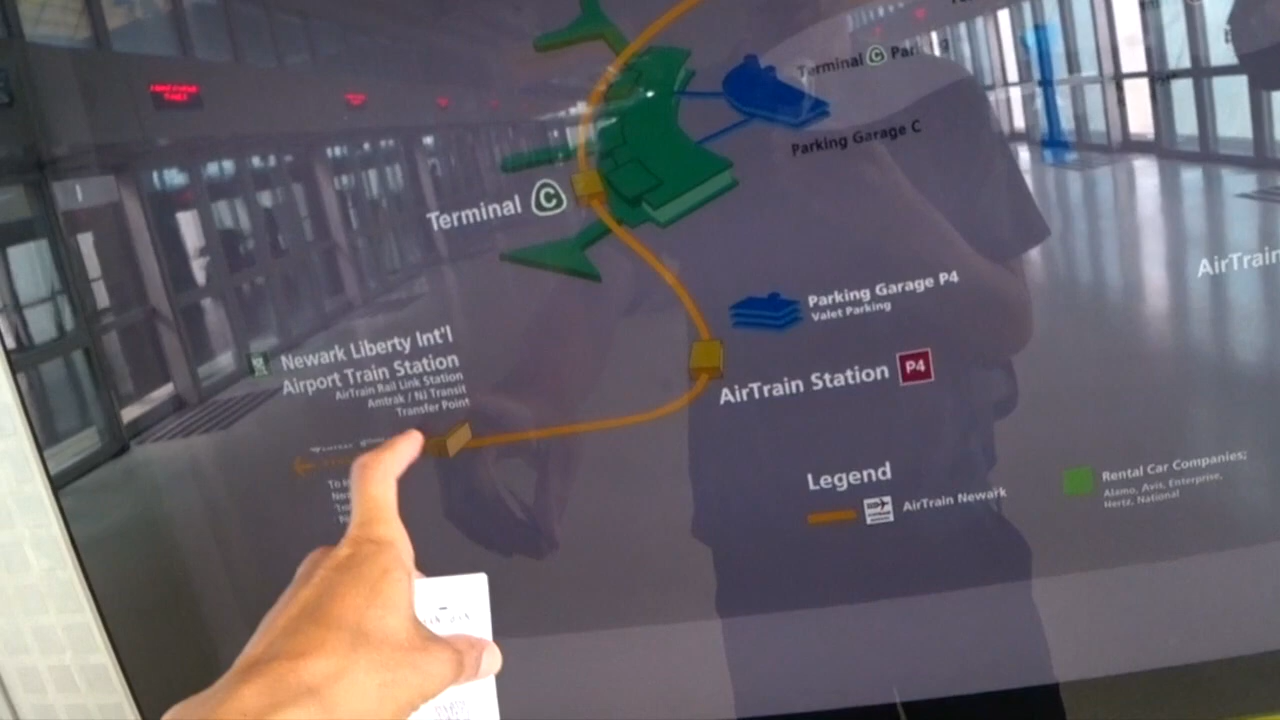 Terminal C Parking
Parking Garage C
Terminal C
AirTrain
Parking Garage P4
Valet Parking
Newark Liberty Int'l
Airport Train Station
AirTrain Rail Link Station
Amtrak / NJ Transit
Transfer Point
AirTrain Station P4
Legend
AirTrain Newark
Rental Car Companies;
Alamo, Avis, Enterprise,
Hertz, National
To